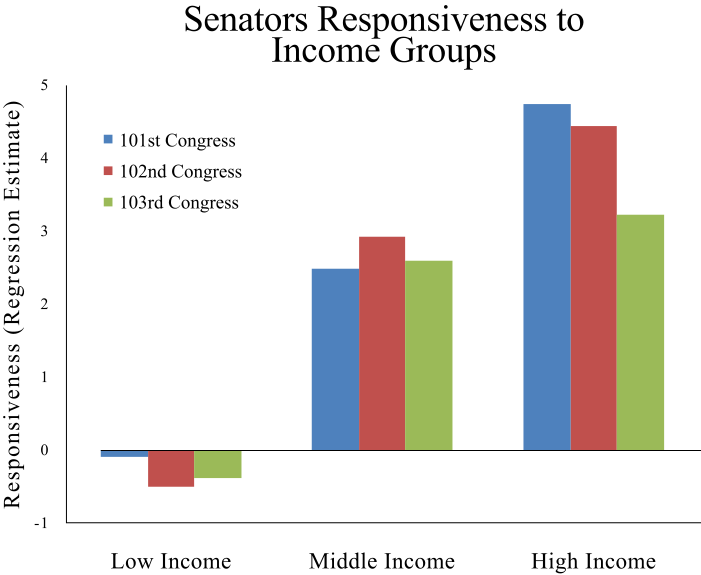 Senators Responsiveness to
Income Groups
Responsiveness (Regression Estimate)
5
4
3
2
1
0
-1
101st Congress
102nd Congress
103rd Congress
Low Income
Middle Income
High Income